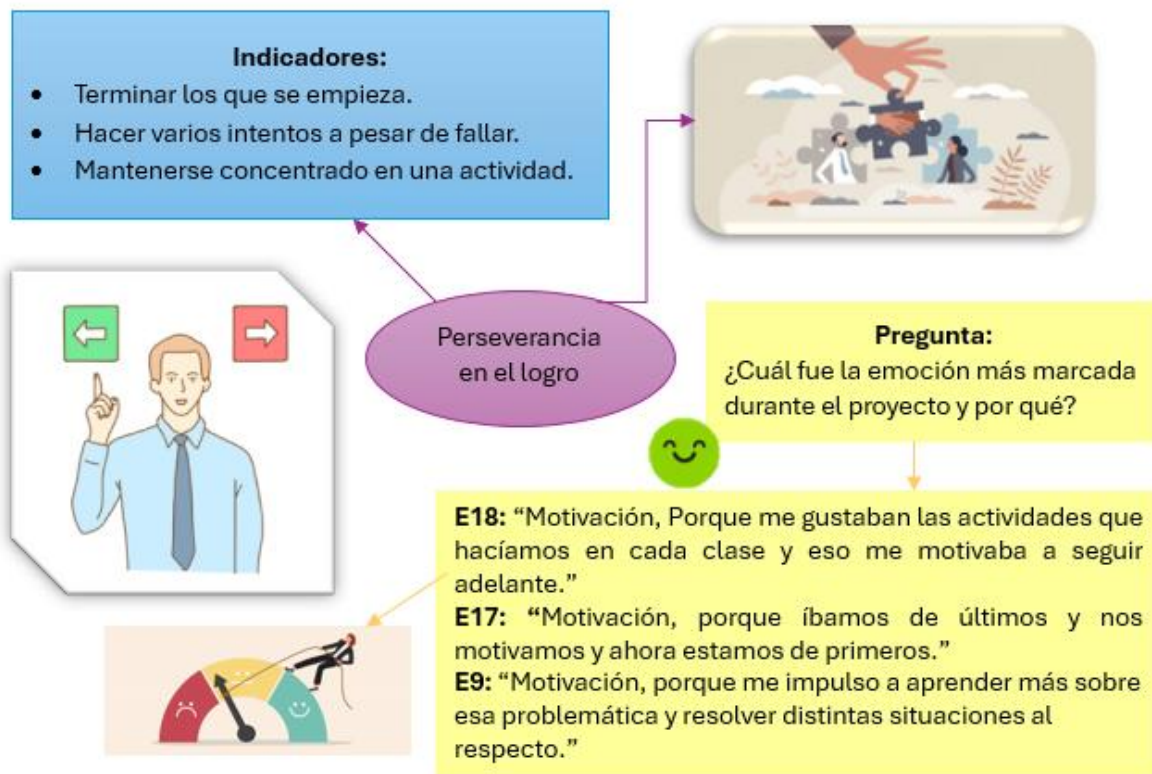 Indicadores:
• Terminar los que se empieza.
• Hacer varios intentos a pesar de fallar.
• Mantenerse concentrado en una actividad.
Perseverancia
en el logro
Pregunta:
¿Cuál fue la emoción más marcada
durante el proyecto y por qué?
E18: “Motivación, Porque me gustaban las actividades que
hacíamos en cada clase y eso me motivaba a seguir
adelante.”
E17: “Motivación, porque íbamos de últimos y nos
motivamos y ahora estamos de primeros.”
E9: “Motivación, porque me impulso a aprender más sobre
esa problemática y resolver distintas situaciones al
respecto.”